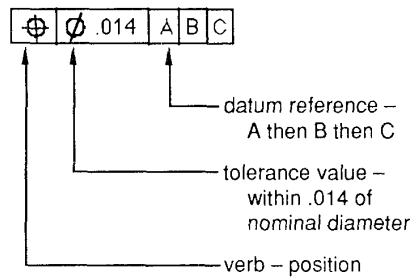 ⌖ Ø .014 A B C
datum reference –
A then B then C
tolerance value –
within .014 of
nominal diameter
verb – position